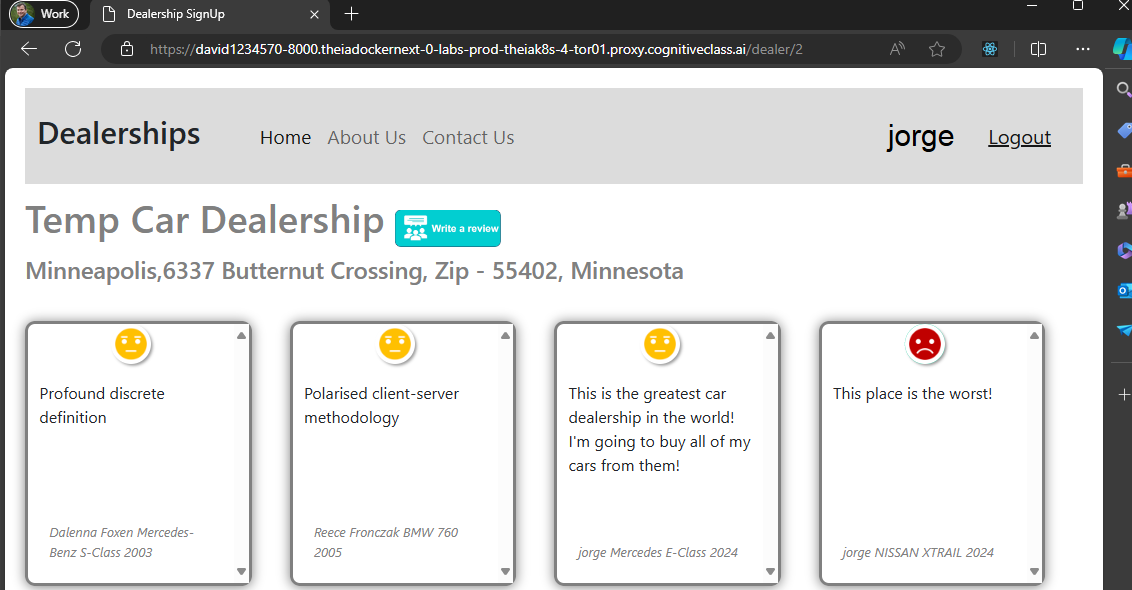 Work
Dealership SignUp
https://david1234570-8000.theiadockernext-0-labs-prod-theiak8s-4-tor01.proxy.cognitiveclass.ai/dealer/2
Dealerships Home About Us Contact Us jorge Logout
Temp Car Dealership Write a review
Minneapolis,6337 Butternut Crossing, Zip - 55402, Minnesota
Profound discrete
definition
Dalenna Foxen Mercedes-
Benz S-Class 2003
Polarised client-server
methodology
Reece Fronczak BMW 760
2005
This is the greatest car
dealership in the world!
I'm going to buy all of my
cars from them!
jorge Mercedes E-Class 2024
This place is the worst!
jorge NISSAN XTRAIL 2024